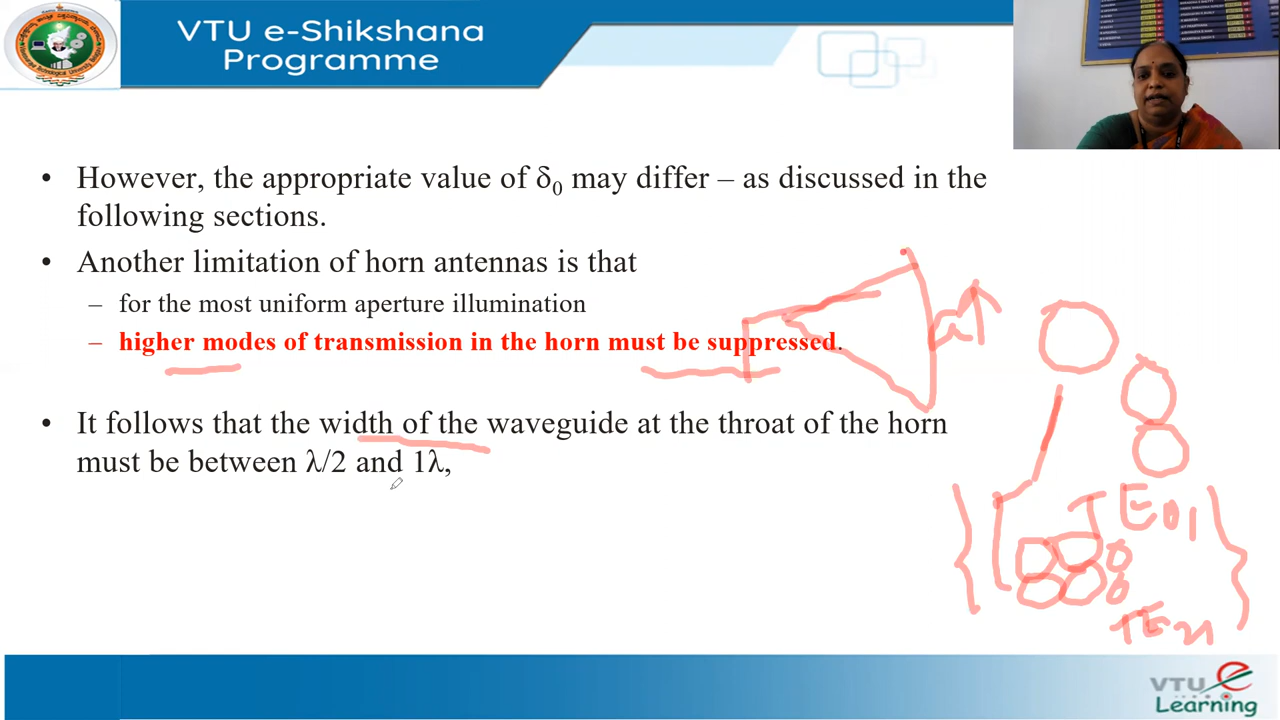 VTU e-Shikshana
Programme
• However, the appropriate value of δ₀ may differ – as discussed in the
following sections.
• Another limitation of horn antennas is that
– for the most uniform aperture illumination
– higher modes of transmission in the horn must be suppressed.
• It follows that the width of the waveguide at the throat of the horn
must be between λ/2 and 1λ,
TE01
TE21
VTU e
Learning